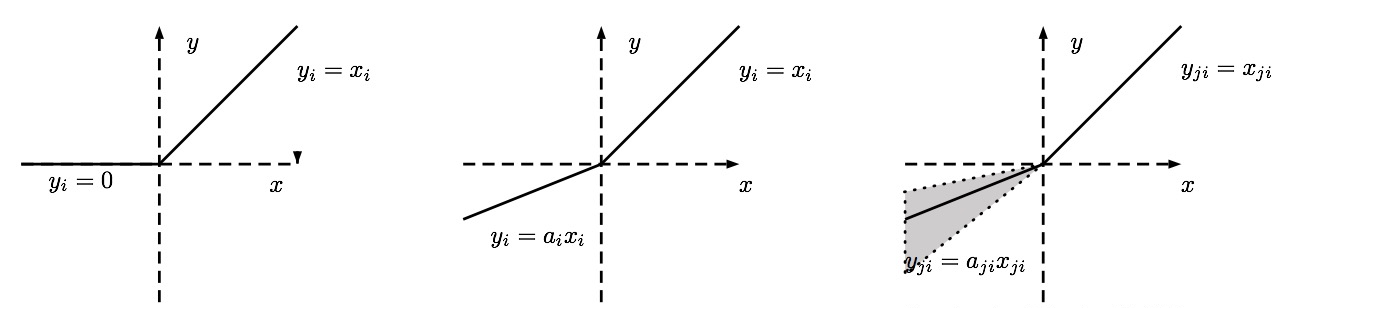 y
y_i = x_i
y_i = 0
x
y
y_i = x_i
x
y_i = a_i x_i
y
y_{ji} = x_{ji}
x
y_{ji} = a_{ji} x_{ji}